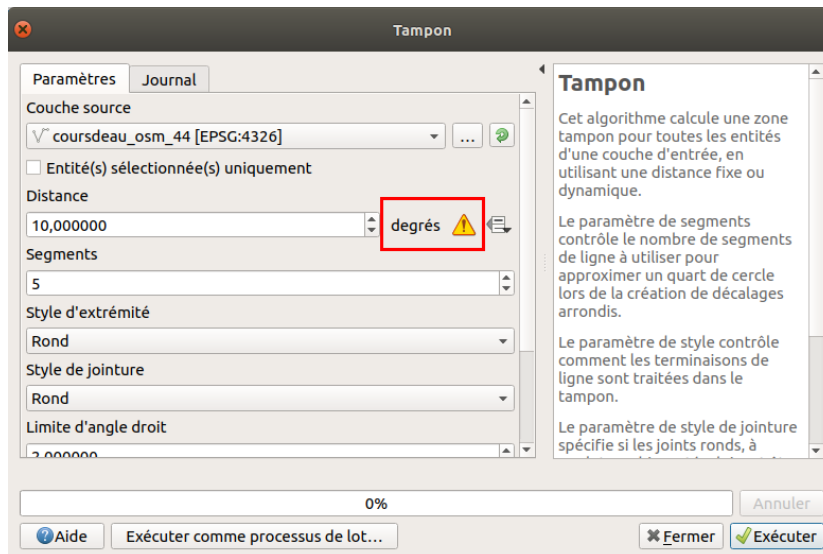 Tampon
Paramètres
Journal
Couche source
coursdeau_osm_44 [EPSG:4326]
...
Entité(s) sélectionnée(s) uniquement
Distance
10,000000
degrés
Segments
5
Style d'extrémité
Rond
Style de jointure
Rond
Limite d'angle droit
2,000000
Tampon
Cet algorithme calcule une zone
tampon pour toutes les entités
d'une couche d'entrée, en
utilisant une distance fixe ou
dynamique.
Le paramètre de segments
contrôle le nombre de segments
de ligne à utiliser pour
approximer un quart de cercle
lors de la création de décalages
arrondis.
Le paramètre de style contrôle
comment les terminaisons de
ligne sont traitées dans le
tampon.
Le paramètre de style de jointure
spécifie si les joints ronds, à
0%
Annuler
Aide
Exécuter comme processus de lot...
Fermer
Exécuter